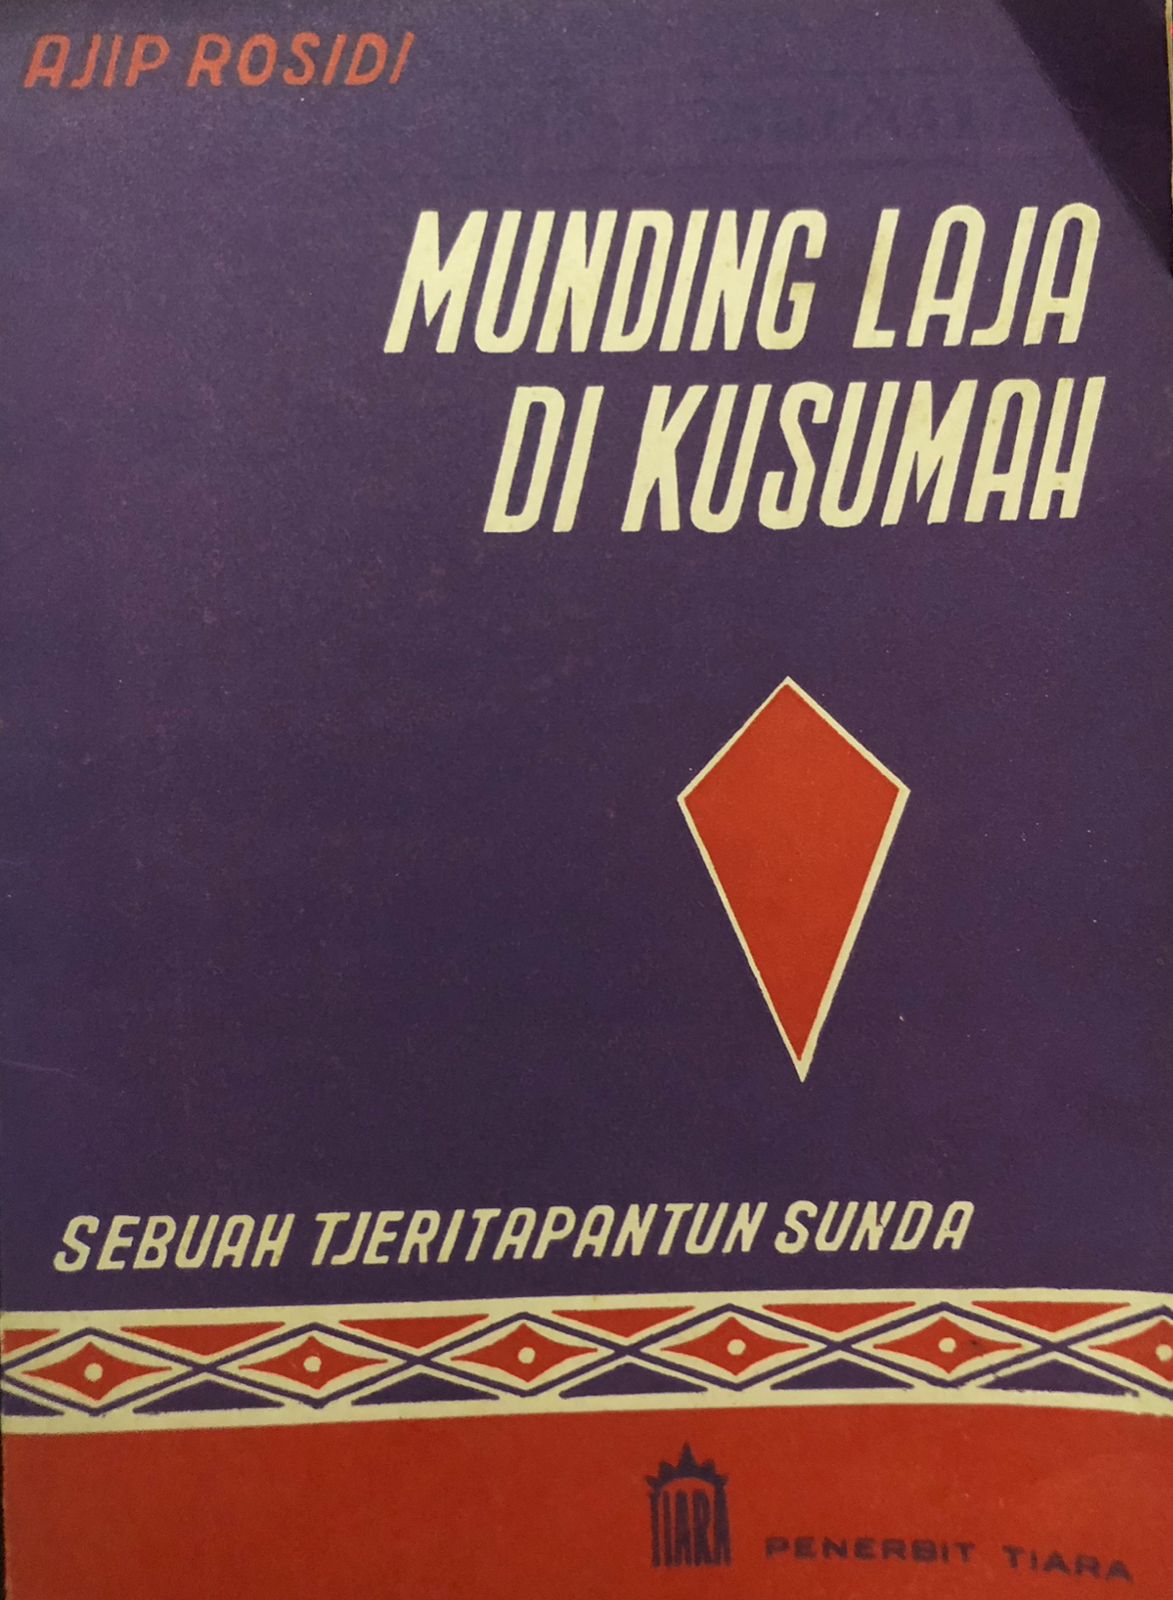 AJIP ROSIDI
MUNDING LAJA
DI KUSUMAH
SEBUAH TJERITAPANTUN SUNDA
TIARA
PENERBIT TIARA